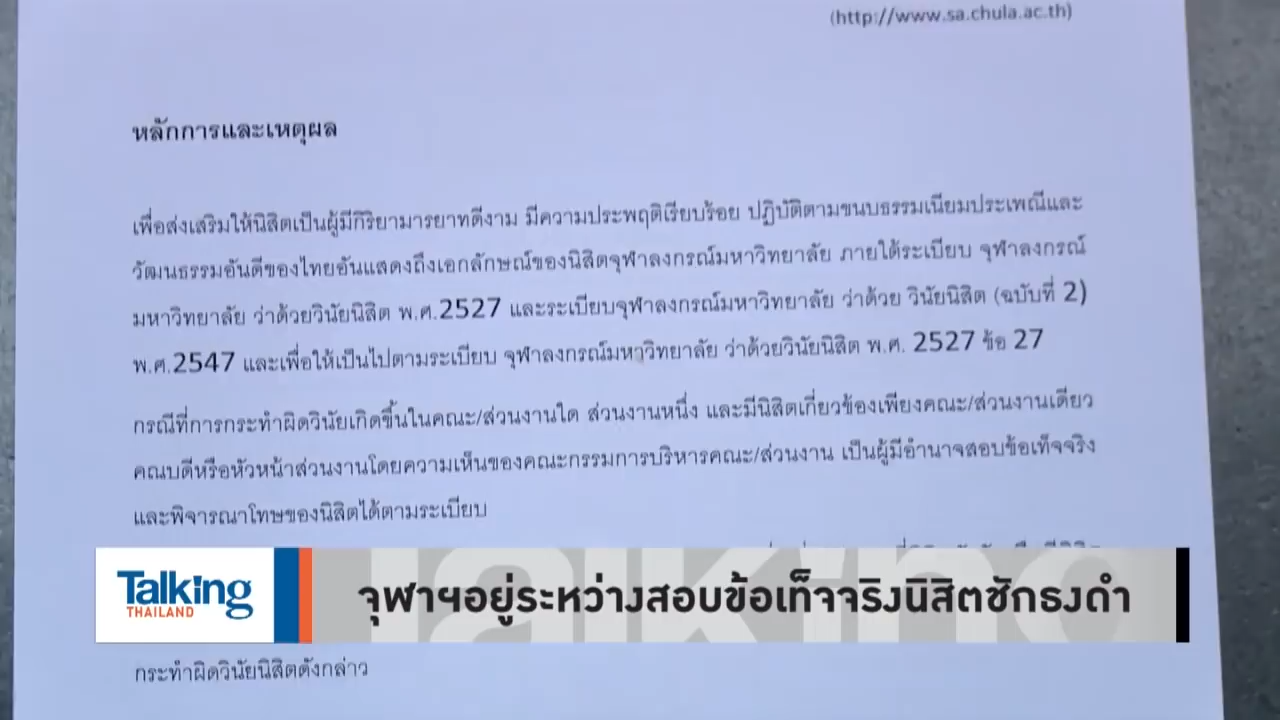 (http://www.sa.chula.ac.th)
หลักการและเหตุผล
เพื่อส่งเสริมให้นิสิตเป็นผู้มีกิริยามารยาทดีงาม มีความประพฤติเรียบร้อย ปฏิบัติตามขนบธรรมเนียมประเพณีและ
วัฒนธรรมอันดีของไทยอันแสดงถึงเอกลักษณ์ของนิสิตจุฬาลงกรณ์มหาวิทยาลัย ภายใต้ระเบียบ จุฬาลงกรณ์
มหาวิทยาลัย ว่าด้วยวินัยนิสิต พ.ศ.2527 และระเบียบจุฬาลงกรณ์มหาวิทยาลัย ว่าด้วย วินัยนิสิต (ฉบับที่ 2)
พ.ศ.2547 และเพื่อให้เป็นไปตามระเบียบ จุฬาลงกรณ์มหาวิทยาลัย ว่าด้วยวินัยนิสิต พ.ศ. 2527 ข้อ 27
กรณีที่การกระทำผิดวินัยเกิดขึ้นในคณะ/ส่วนงานใด ส่วนงานหนึ่ง และมีนิสิตเกี่ยวข้องเพียงคณะ/ส่วนงานเดียว
คณบดีหรือหัวหน้าส่วนงานโดยความเห็นของคณะกรรมการบริหารคณะ/ส่วนงาน เป็นผู้มีอำนาจสอบข้อเท็จจริง
และพิจารณาโทษของนิสิตได้ตามระเบียบ
Talking
THAILAND
จุฬาฯอยู่ระหว่างสอบข้อเท็จจริงนิสิตชักธงดำ
กระทำผิดวินัยนิสิตดังกล่าว